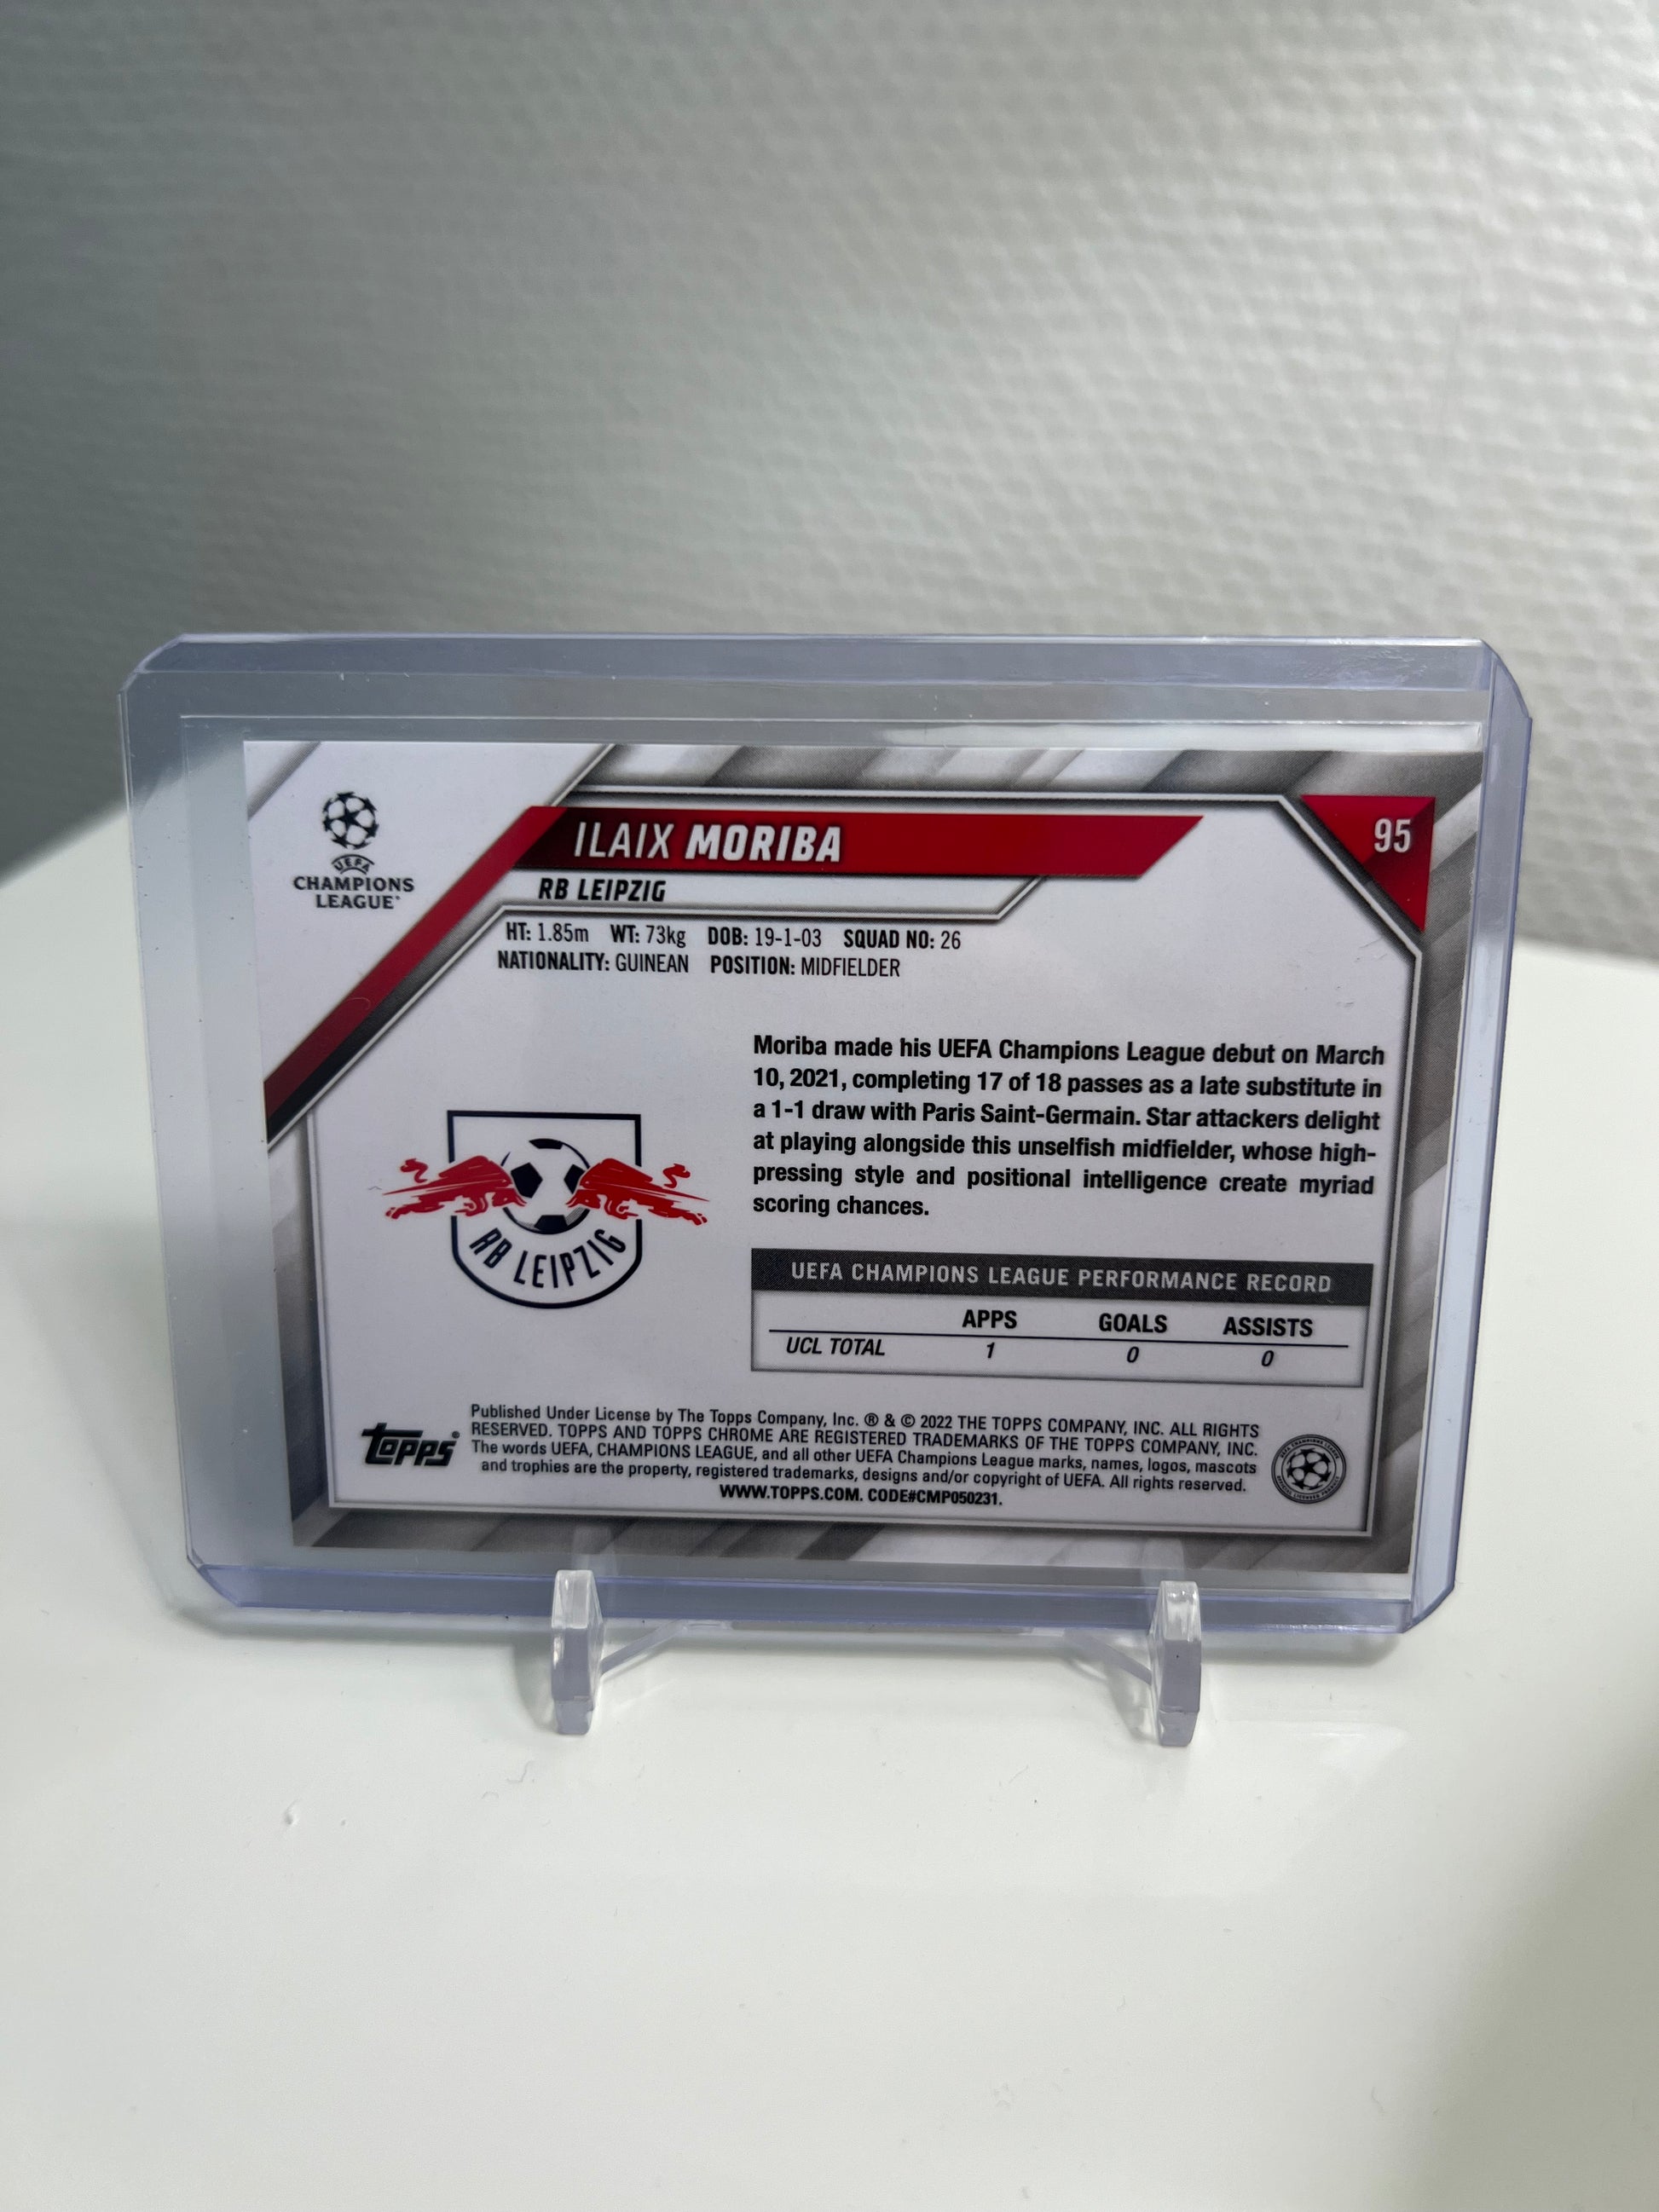 UEFA
CHAMPIONS
LEAGUE
ILAIX MORIBA
95
RB LEIPZIG
HT: 1.85m WT: 73kg DOB: 19-1-03 SQUAD NO: 26
NATIONALITY: GUINEAN POSITION: MIDFIELDER
Moriba made his UEFA Champions League debut on March
10, 2021, completing 17 of 18 passes as a late substitute in
a 1-1 draw with Paris Saint-Germain. Star attackers delight
at playing alongside this unselfish midfielder, whose high-
pressing style and positional intelligence create myriad
scoring chances.
RB LEIPZIG
UEFA CHAMPIONS LEAGUE PERFORMANCE RECORD
APPS GOALS ASSISTS
UCL TOTAL 1 0 0
topps
Published Under License by The Topps Company, Inc. ® & © 2022 THE TOPPS COMPANY, INC. ALL RIGHTS
RESERVED. TOPPS AND TOPPS CHROME ARE REGISTERED TRADEMARKS OF THE TOPPS COMPANY, INC.
The words UEFA, CHAMPIONS LEAGUE, and all other UEFA Champions League marks, names, logos, mascots
and trophies are the property, registered trademarks, designs and/or copyright of UEFA. All rights reserved.
WWW.TOPPS.COM. CODE#CMP050231.